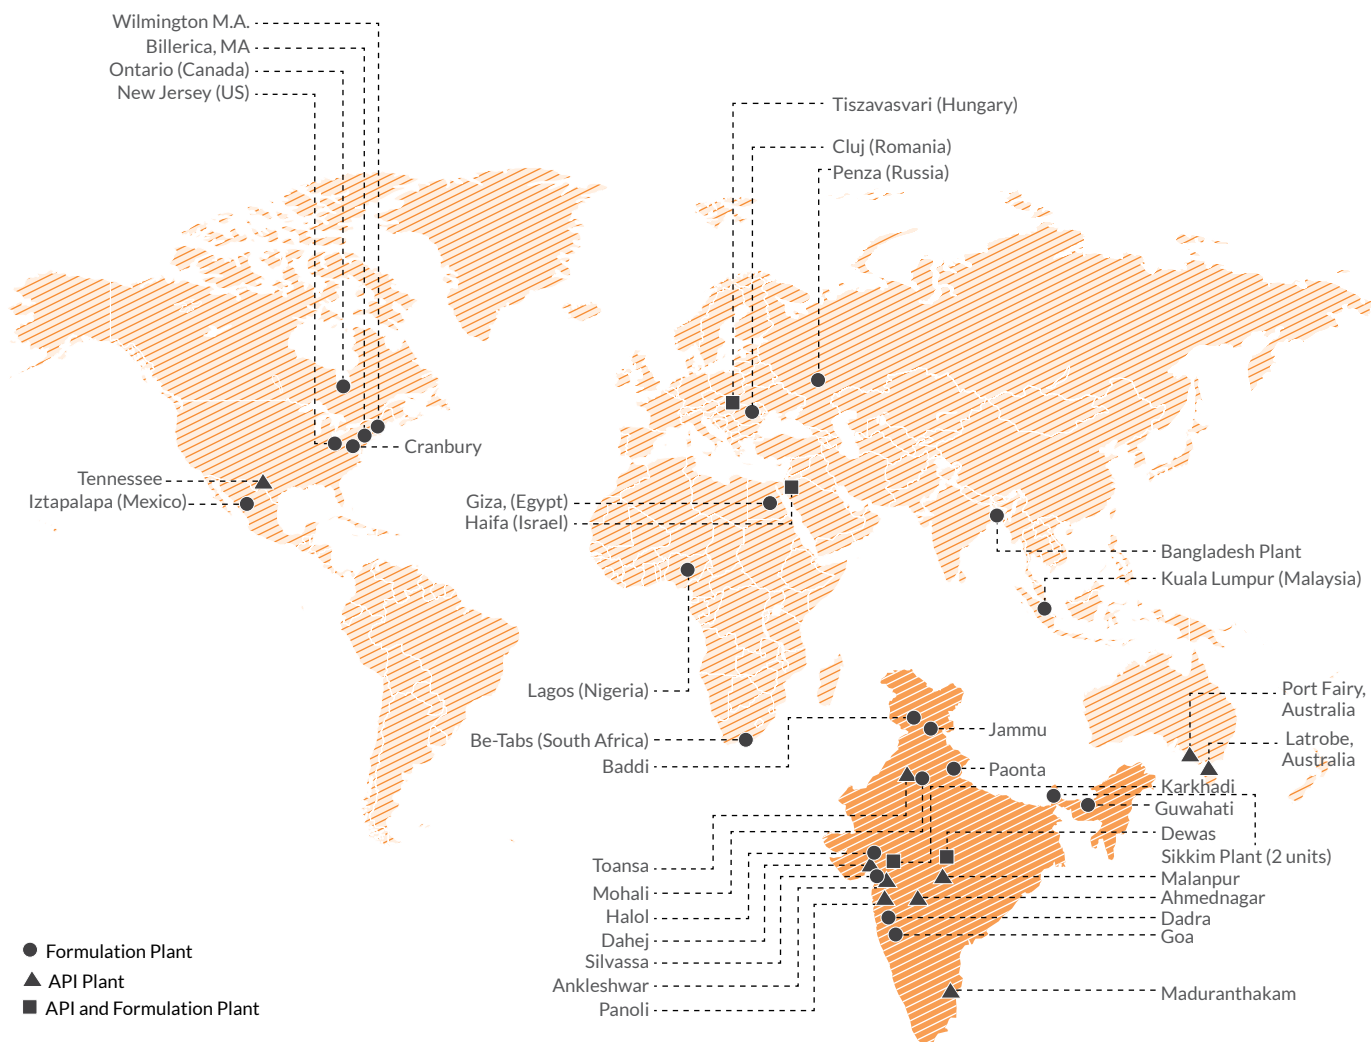 Wilmington M.A.
Billerica, MA
Ontario (Canada)
New Jersey (US)
Tiszavasvari (Hungary)
Cluj (Romania)
Penza (Russia)
Cranbury
Tennessee
Iztapalapa (Mexico)
Giza, (Egypt)
Haifa (Israel)
Bangladesh Plant
Kuala Lumpur (Malaysia)
Lagos (Nigeria)
Be-Tabs (South Africa)
Baddi
Port Fairy,
Australia
Latrobe,
Australia
Jammu
Paonta
Karkhadi
Guwahati
Dewas
Sikkim Plant (2 units)
Malanpur
Ahmednagar
Dadra
Goa
Maduranthakam
Toansa
Mohali
Halol
Dahej
Silvassa
Ankleshwar
Panoli
Formulation Plant
API Plant
API and Formulation Plant